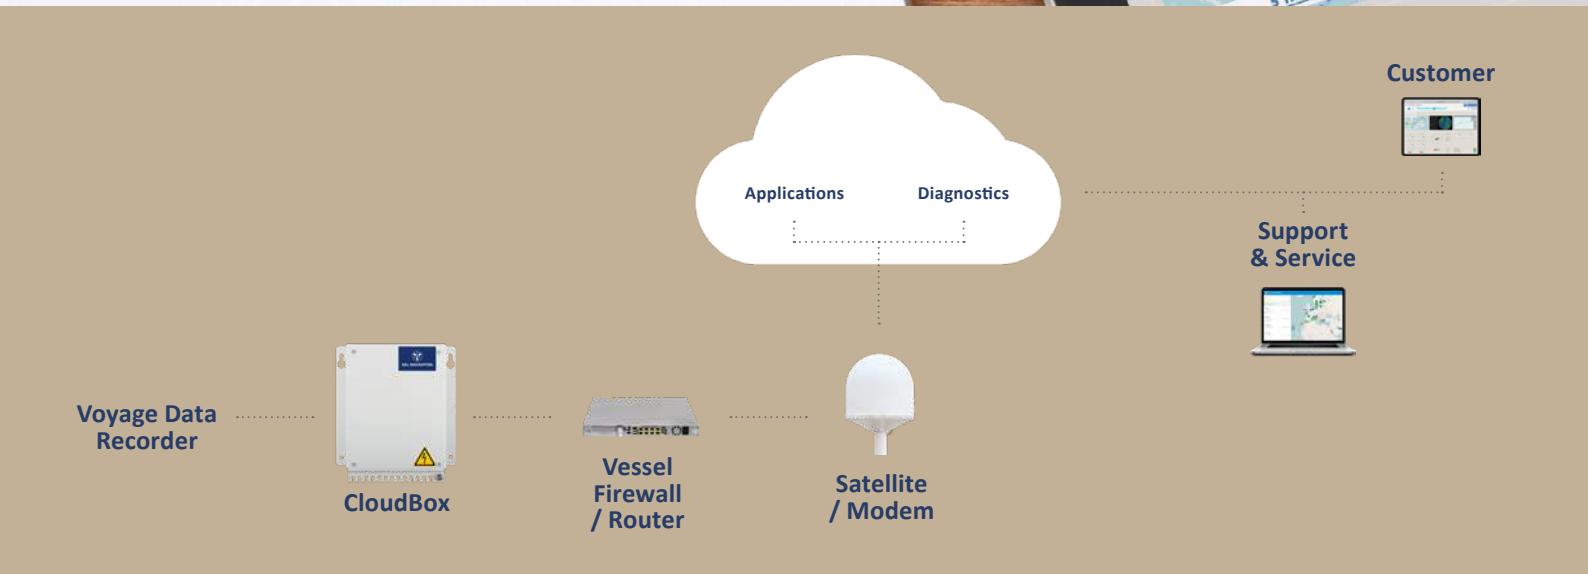 Customer
Applications
Diagnostics
Support
& Service
Voyage Data
Recorder
CloudBox
Vessel
Firewall
/ Router
Satellite
/ Modem